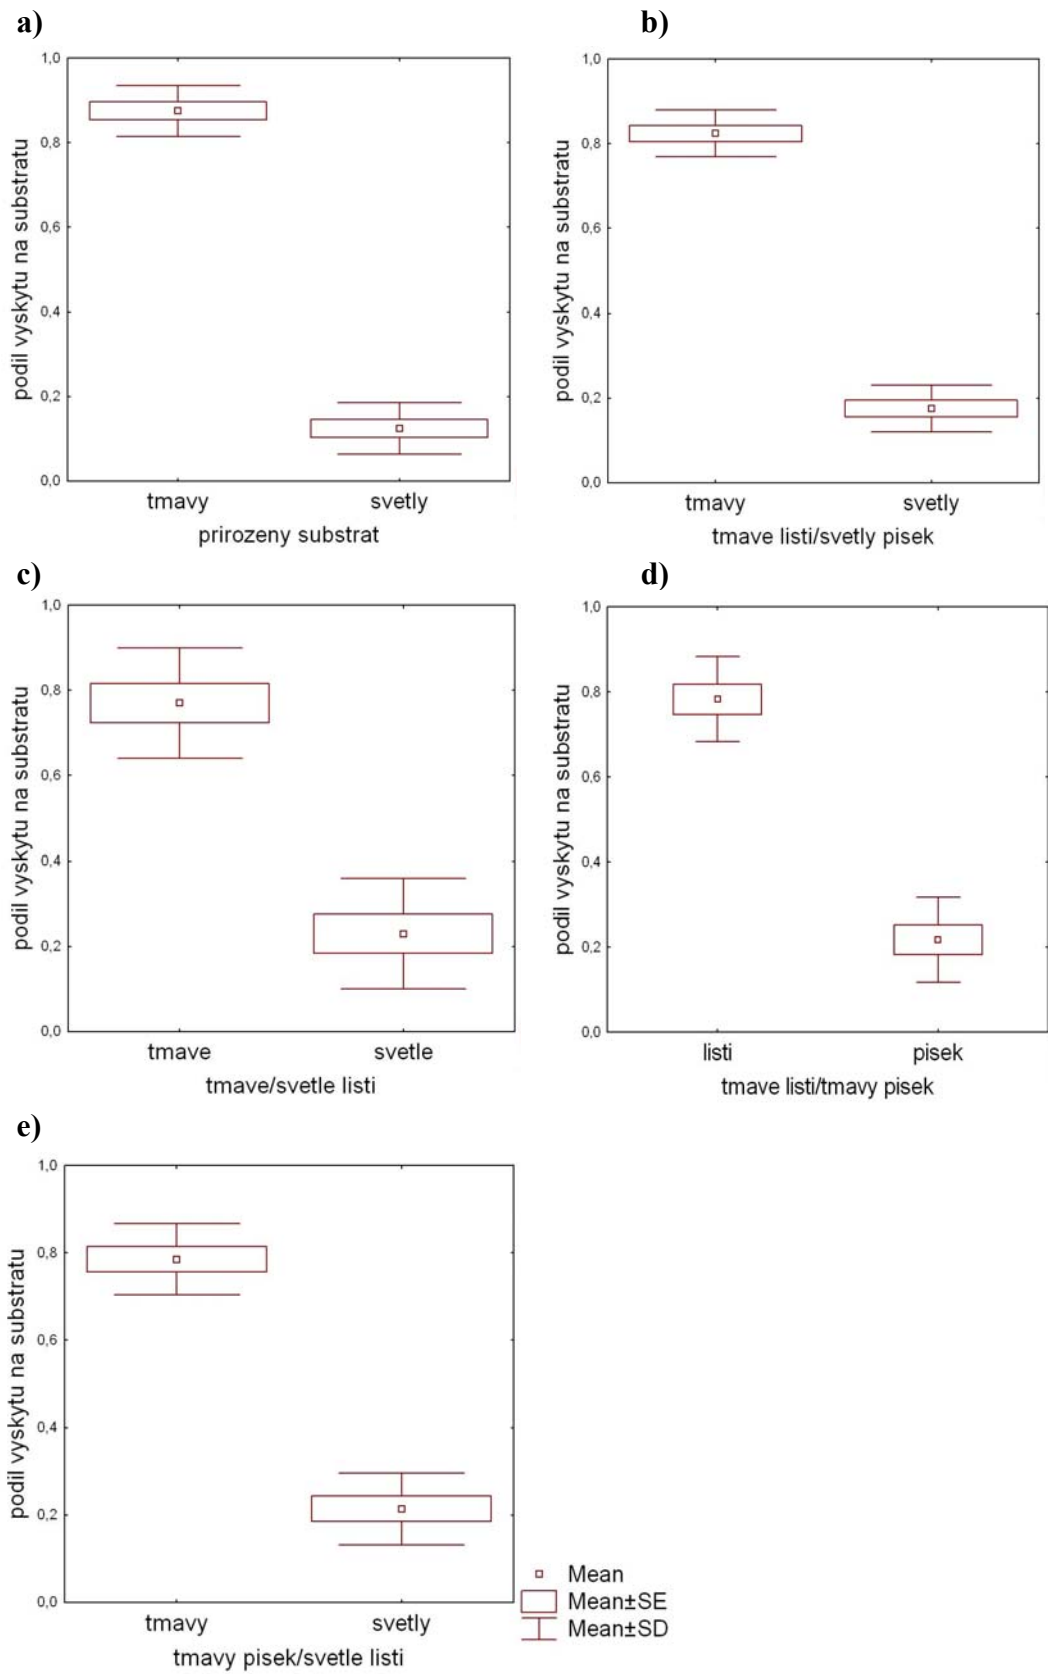 a)
podil vyskytu na substratu
1,0
0,8
0,6
0,4
0,2
0,0
tmavy svetly
prirozeny substrat
b)
podil vyskytu na substratu
1,0
0,8
0,6
0,4
0,2
0,0
tmavy svetly
tmave listi/svetly pisek
c)
podil vyskytu na substratu
1,0
0,8
0,6
0,4
0,2
0,0
tmave svetle
tmave/svetle listi
d)
podil vyskytu na substratu
1,0
0,8
0,6
0,4
0,2
0,0
listi pisek
tmave listi/tmavy pisek
e)
podil vyskytu na substratu
1,0
0,8
0,6
0,4
0,2
0,0
tmavy svetly
tmavy pisek/svetle listi
Mean
Mean±SE
Mean±SD